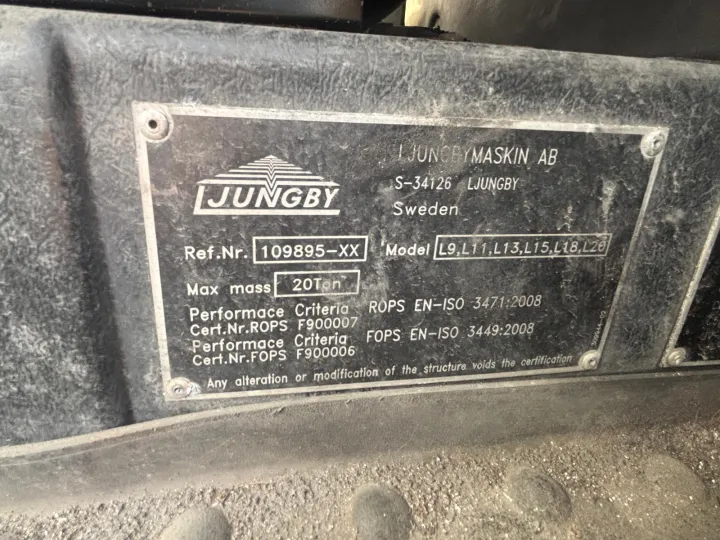 LJUNGBY
LJUNGBYMASKIN AB
S-34126 LJUNGBY
Sweden
Ref.Nr. 109895-XX Model L9,L11,L13,L15,L18,L20
Max mass 20Ton
Performace Criteria ROPS EN-ISO 3471:2008
Cert.Nr.ROPS F900007
Performace Criteria FOPS EN-ISO 3449:2008
Cert.Nr.FOPS F900006
Any alteration or modification of the structure voids the certification